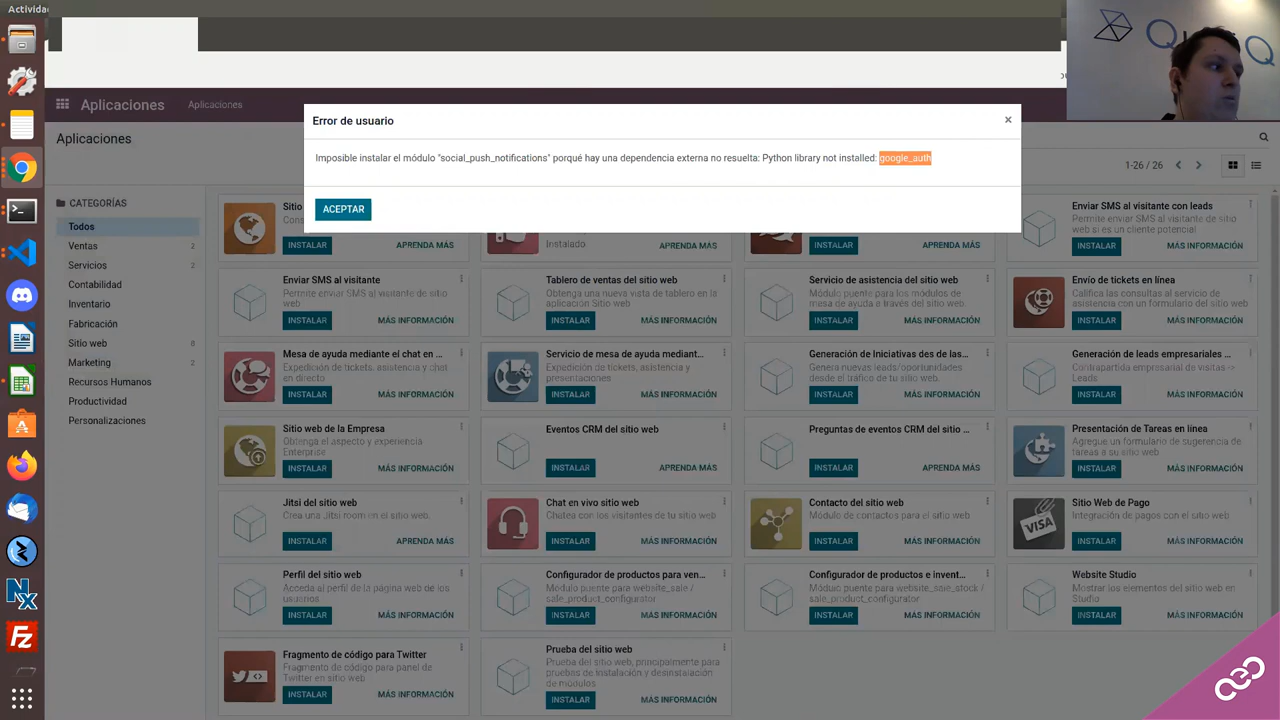 Activida
Aplicaciones
Aplicaciones
Q
Q
Error de usuario
×
Imposible instalar el módulo "social_push_notifications" porqué hay una dependencia externa no resuelta: Python library not installed: google_auth
ACEPTAR
Aplicaciones
1-26 / 26
CATEGORÍAS
Todos
Ventas 2
Servicios 2
Contabilidad
Inventario
Fabricación
Sitio web 8
Marketing 2
Recursos Humanos
Productividad
Personalizaciones
Sitio
Cons
INSTALAR
APRENDA MÁS
Instalado
MÁS INFORMACIÓN
INSTALAR
APRENDA MÁS
Enviar SMS al visitante con leads
Permite enviar SMS al visitante de sitio
web si es un cliente potencial
INSTALAR
MÁS INFORMACIÓN
Enviar SMS al visitante
Permite enviar SMS al visitante de sitio
web
INSTALAR
MÁS INFORMACIÓN
Tablero de ventas del sitio web
Obtenga una nueva vista de tablero en la
aplicación Sitio web
INSTALAR
MÁS INFORMACIÓN
Servicio de asistencia del sitio web
Módulo puente para los módulos de
mesa de ayuda a través del sitio web
INSTALAR
MÁS INFORMACIÓN
Envío de tickets en línea
Califica las consultas al servicio de
asistencia con un formulario del sitio web
INSTALAR
MÁS INFORMACIÓN
Mesa de ayuda mediante el chat en ...
Expedición de tickets, asistencia y chat
en directo
INSTALAR
MÁS INFORMACIÓN
Servicio de mesa de ayuda mediant...
Expedición de tickets, asistencia y
presentaciones
INSTALAR
MÁS INFORMACIÓN
Generación de Iniciativas des de las...
Genera nuevas leads/oportunidades
desde el tráfico de tu sitio web.
INSTALAR
MÁS INFORMACIÓN
Generación de leads empresariales ...
Contrapartida empresarial de visitas ->
Leads
INSTALAR
MÁS INFORMACIÓN
Sitio web de la Empresa
Obtenga el aspecto y experiencia
Enterprise
INSTALAR
MÁS INFORMACIÓN
Eventos CRM del sitio web
INSTALAR
APRENDA MÁS
Preguntas de eventos CRM del sitio ...
INSTALAR
APRENDA MÁS
Presentación de Tareas en línea
Agregue un formulario de sugerencia de
tareas a su sitio web
INSTALAR
MÁS INFORMACIÓN
Jitsi del sitio web
Crea una Jitsi room en el sitio web.
INSTALAR
APRENDA MÁS
Chat en vivo sitio web
Chatea con los visitantes de tu sitio web
INSTALAR
MÁS INFORMACIÓN
Contacto del sitio web
Módulo de contactos para el sitio web
INSTALAR
MÁS INFORMACIÓN
VISA
Sitio Web de Pago
Integración de pagos con el sitio web
INSTALAR
MÁS INFORMACIÓN
Perfil del sitio web
Acceda al perfil de la página web de los
usuarios
INSTALAR
MÁS INFORMACIÓN
Configurador de productos para ven...
Módulo puente para website_sale /
sale_product_configurator
INSTALAR
MÁS INFORMACIÓN
Configurador de productos e invent...
Módulo puente para website_sale_stock /
sale_product_configurator
INSTALAR
MÁS INFORMACIÓN
Website Studio
Mostrar los elementos del sitio web en
Studio
INSTALAR
MÁS INFORMACIÓN
Fragmento de código para Twitter
Fragmento de código para panel de
Twitter en sitio web
INSTALAR
MÁS INFORMACIÓN
Prueba del sitio web
Prueba del sitio web, principalmente para
pruebas de instalación y desinstalación
de módulos
INSTALAR
MÁS INFORMACIÓN